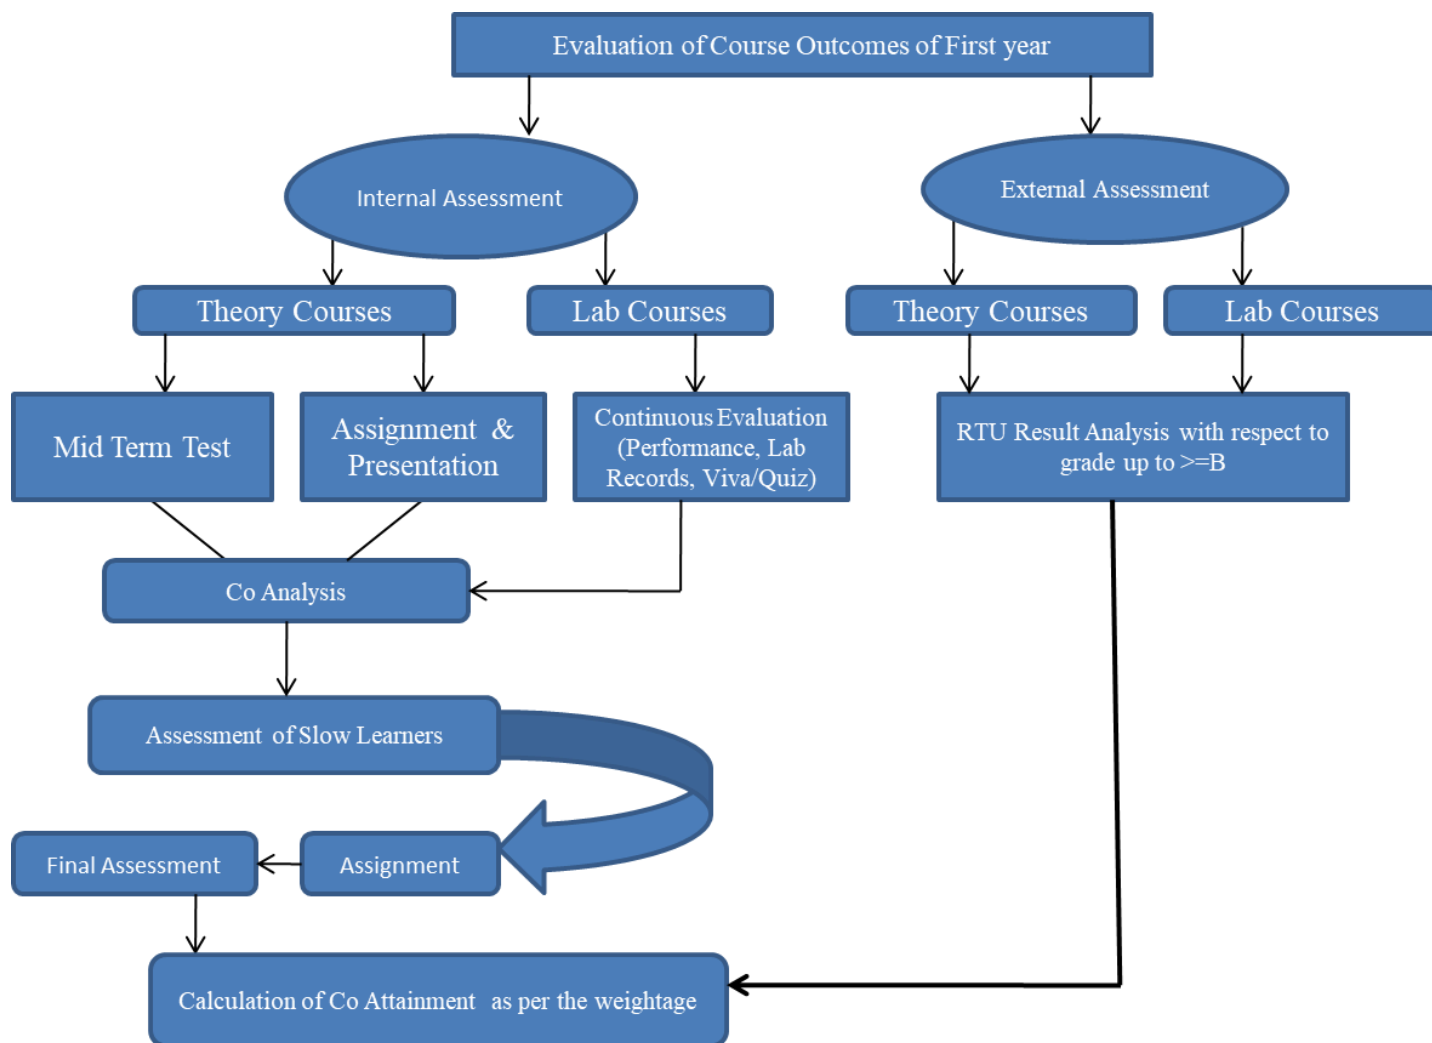 Evaluation of Course Outcomes of First year
Internal Assessment
External Assessment
Theory Courses
Lab Courses
Theory Courses
Lab Courses
Mid Term Test
Assignment &
Presentation
Continuous Evaluation
(Performance, Lab
Records, Viva/Quiz)
RTU Result Analysis with respect to
grade up to >=B
Co Analysis
Assessment of Slow Learners
Final Assessment
Assignment
Calculation of Co Attainment as per the weightage